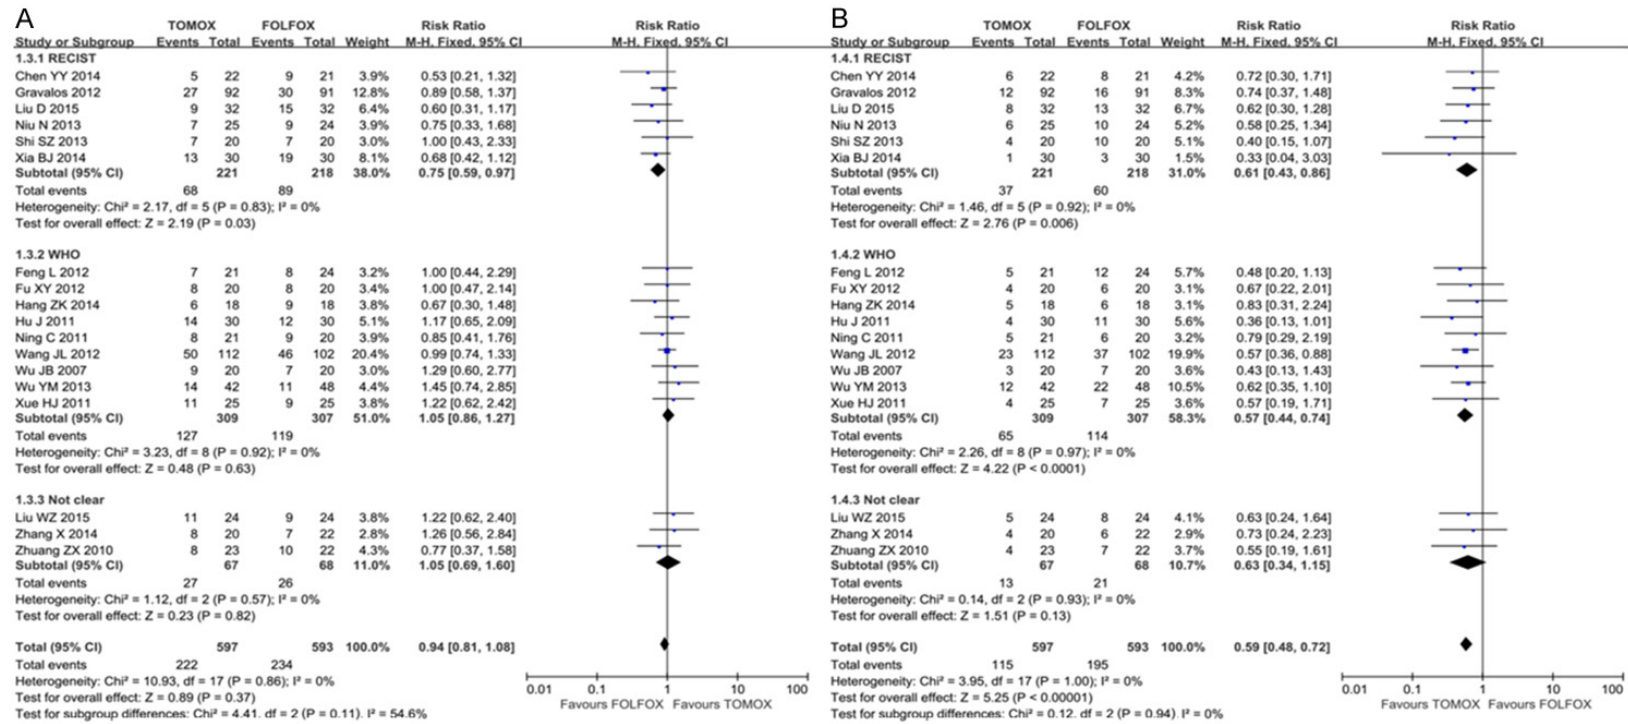 A
TOMOX FOLFOX Risk Ratio Risk Ratio
Study or Subgroup Events Total Events Total Weight M-H. Fixed. 95% CI M-H. Fixed. 95% CI
1.3.1 RECIST
Chen YY 2014 5 22 9 21 3.9% 0.53 [0.21, 1.32]
Gravalos 2012 27 92 30 91 12.8% 0.89 [0.58, 1.37]
Liu D 2015 9 32 15 32 6.4% 0.60 [0.31, 1.17]
Niu N 2013 7 25 9 24 3.9% 0.75 [0.33, 1.68]
Shi SZ 2013 7 20 7 20 3.0% 1.00 [0.43, 2.33]
Xia BJ 2014 13 30 19 30 8.1% 0.68 [0.42, 1.12]
Subtotal (95% CI) 221 218 38.0% 0.75 [0.59, 0.97]
Total events 68 89
Heterogeneity: Chi² = 2.17, df = 5 (P = 0.83); I² = 0%
Test for overall effect: Z = 2.19 (P = 0.03)
1.3.2 WHO
Feng L 2012 7 21 8 24 3.2% 1.00 [0.44, 2.29]
Fu XY 2012 8 20 8 20 3.4% 1.00 [0.47, 2.14]
Hang ZK 2014 6 18 9 18 3.8% 0.67 [0.30, 1.48]
Hu J 2011 14 30 12 30 5.1% 1.17 [0.65, 2.09]
Ning C 2011 8 21 9 20 3.9% 0.85 [0.41, 1.76]
Wang JL 2012 50 112 46 102 20.4% 0.99 [0.74, 1.33]
Wu JB 2007 9 20 7 20 3.0% 1.29 [0.60, 2.77]
Wu YM 2013 14 42 11 48 4.4% 1.45 [0.74, 2.85]
Xue HJ 2011 11 25 9 25 3.8% 1.22 [0.62, 2.42]
Subtotal (95% CI) 309 307 51.0% 1.05 [0.86, 1.27]
Total events 127 119
Heterogeneity: Chi² = 3.23, df = 8 (P = 0.92); I² = 0%
Test for overall effect: Z = 0.48 (P = 0.63)
1.3.3 Not clear
Liu WZ 2015 11 24 9 24 3.8% 1.22 [0.62, 2.40]
Zhang X 2014 8 20 7 22 2.8% 1.26 [0.56, 2.84]
Zhuang ZX 2010 8 23 10 22 4.3% 0.77 [0.37, 1.58]
Subtotal (95% CI) 67 68 11.0% 1.05 [0.69, 1.60]
Total events 27 26
Heterogeneity: Chi² = 1.12, df = 2 (P = 0.57); I² = 0%
Test for overall effect: Z = 0.23 (P = 0.82)
Total (95% CI) 597 593 100.0% 0.94 [0.81, 1.08]
Total events 222 234
Heterogeneity: Chi² = 10.93, df = 17 (P = 0.86); I² = 0%
Test for overall effect: Z = 0.89 (P = 0.37)
Test for subgroup differences: Chi² = 4.41. df = 2 (P = 0.11). I² = 54.6%
0.01 0.1 1 10 100
Favours FOLFOX Favours TOMOX
B
TOMOX FOLFOX Risk Ratio Risk Ratio
Study or Subgroup Events Total Events Total Weight M-H. Fixed. 95% CI M-H. Fixed. 95% CI
1.4.1 RECIST
Chen YY 2014 6 22 8 21 4.2% 0.72 [0.30, 1.71]
Gravalos 2012 12 92 16 91 8.3% 0.74 [0.37, 1.48]
Liu D 2015 8 32 13 32 6.7% 0.62 [0.30, 1.28]
Niu N 2013 6 25 10 24 5.2% 0.58 [0.25, 1.34]
Shi SZ 2013 4 20 10 20 5.2% 0.40 [0.15, 1.07]
Xia BJ 2014 1 30 3 30 1.5% 0.33 [0.04, 3.03]
Subtotal (95% CI) 221 218 31.0% 0.61 [0.43, 0.86]
Total events 37 60
Heterogeneity: Chi² = 1.46, df = 5 (P = 0.92); I² = 0%
Test for overall effect: Z = 2.76 (P = 0.006)
1.4.2 WHO
Feng L 2012 5 21 12 24 5.7% 0.48 [0.20, 1.13]
Fu XY 2012 4 20 6 20 3.1% 0.67 [0.22, 2.01]
Hang ZK 2014 5 18 6 18 3.1% 0.83 [0.31, 2.24]
Hu J 2011 4 30 11 30 5.6% 0.36 [0.13, 1.01]
Ning C 2011 5 21 6 20 3.2% 0.79 [0.29, 2.19]
Wang JL 2012 23 112 37 102 19.9% 0.57 [0.36, 0.88]
Wu JB 2007 3 20 7 20 3.6% 0.43 [0.13, 1.43]
Wu YM 2013 12 42 22 48 10.5% 0.62 [0.35, 1.10]
Xue HJ 2011 4 25 7 25 3.6% 0.57 [0.19, 1.71]
Subtotal (95% CI) 309 307 58.3% 0.57 [0.44, 0.74]
Total events 65 114
Heterogeneity: Chi² = 2.26, df = 8 (P = 0.97); I² = 0%
Test for overall effect: Z = 4.22 (P < 0.0001)
1.4.3 Not clear
Liu WZ 2015 5 24 8 24 4.1% 0.63 [0.24, 1.64]
Zhang X 2014 4 20 6 22 2.9% 0.73 [0.24, 2.23]
Zhuang ZX 2010 4 23 7 22 3.7% 0.55 [0.19, 1.61]
Subtotal (95% CI) 67 68 10.7% 0.63 [0.34, 1.15]
Total events 13 21
Heterogeneity: Chi² = 0.14, df = 2 (P = 0.93); I² = 0%
Test for overall effect: Z = 1.51 (P = 0.13)
Total (95% CI) 597 593 100.0% 0.59 [0.48, 0.72]
Total events 115 195
Heterogeneity: Chi² = 3.95, df = 17 (P = 1.00); I² = 0%
Test for overall effect: Z = 5.25 (P < 0.00001)
Test for subgroup differences: Chi² = 0.12. df = 2 (P = 0.94). I² = 0%
0.01 0.1 1 10 100
Favours TOMOX Favours FOLFOX